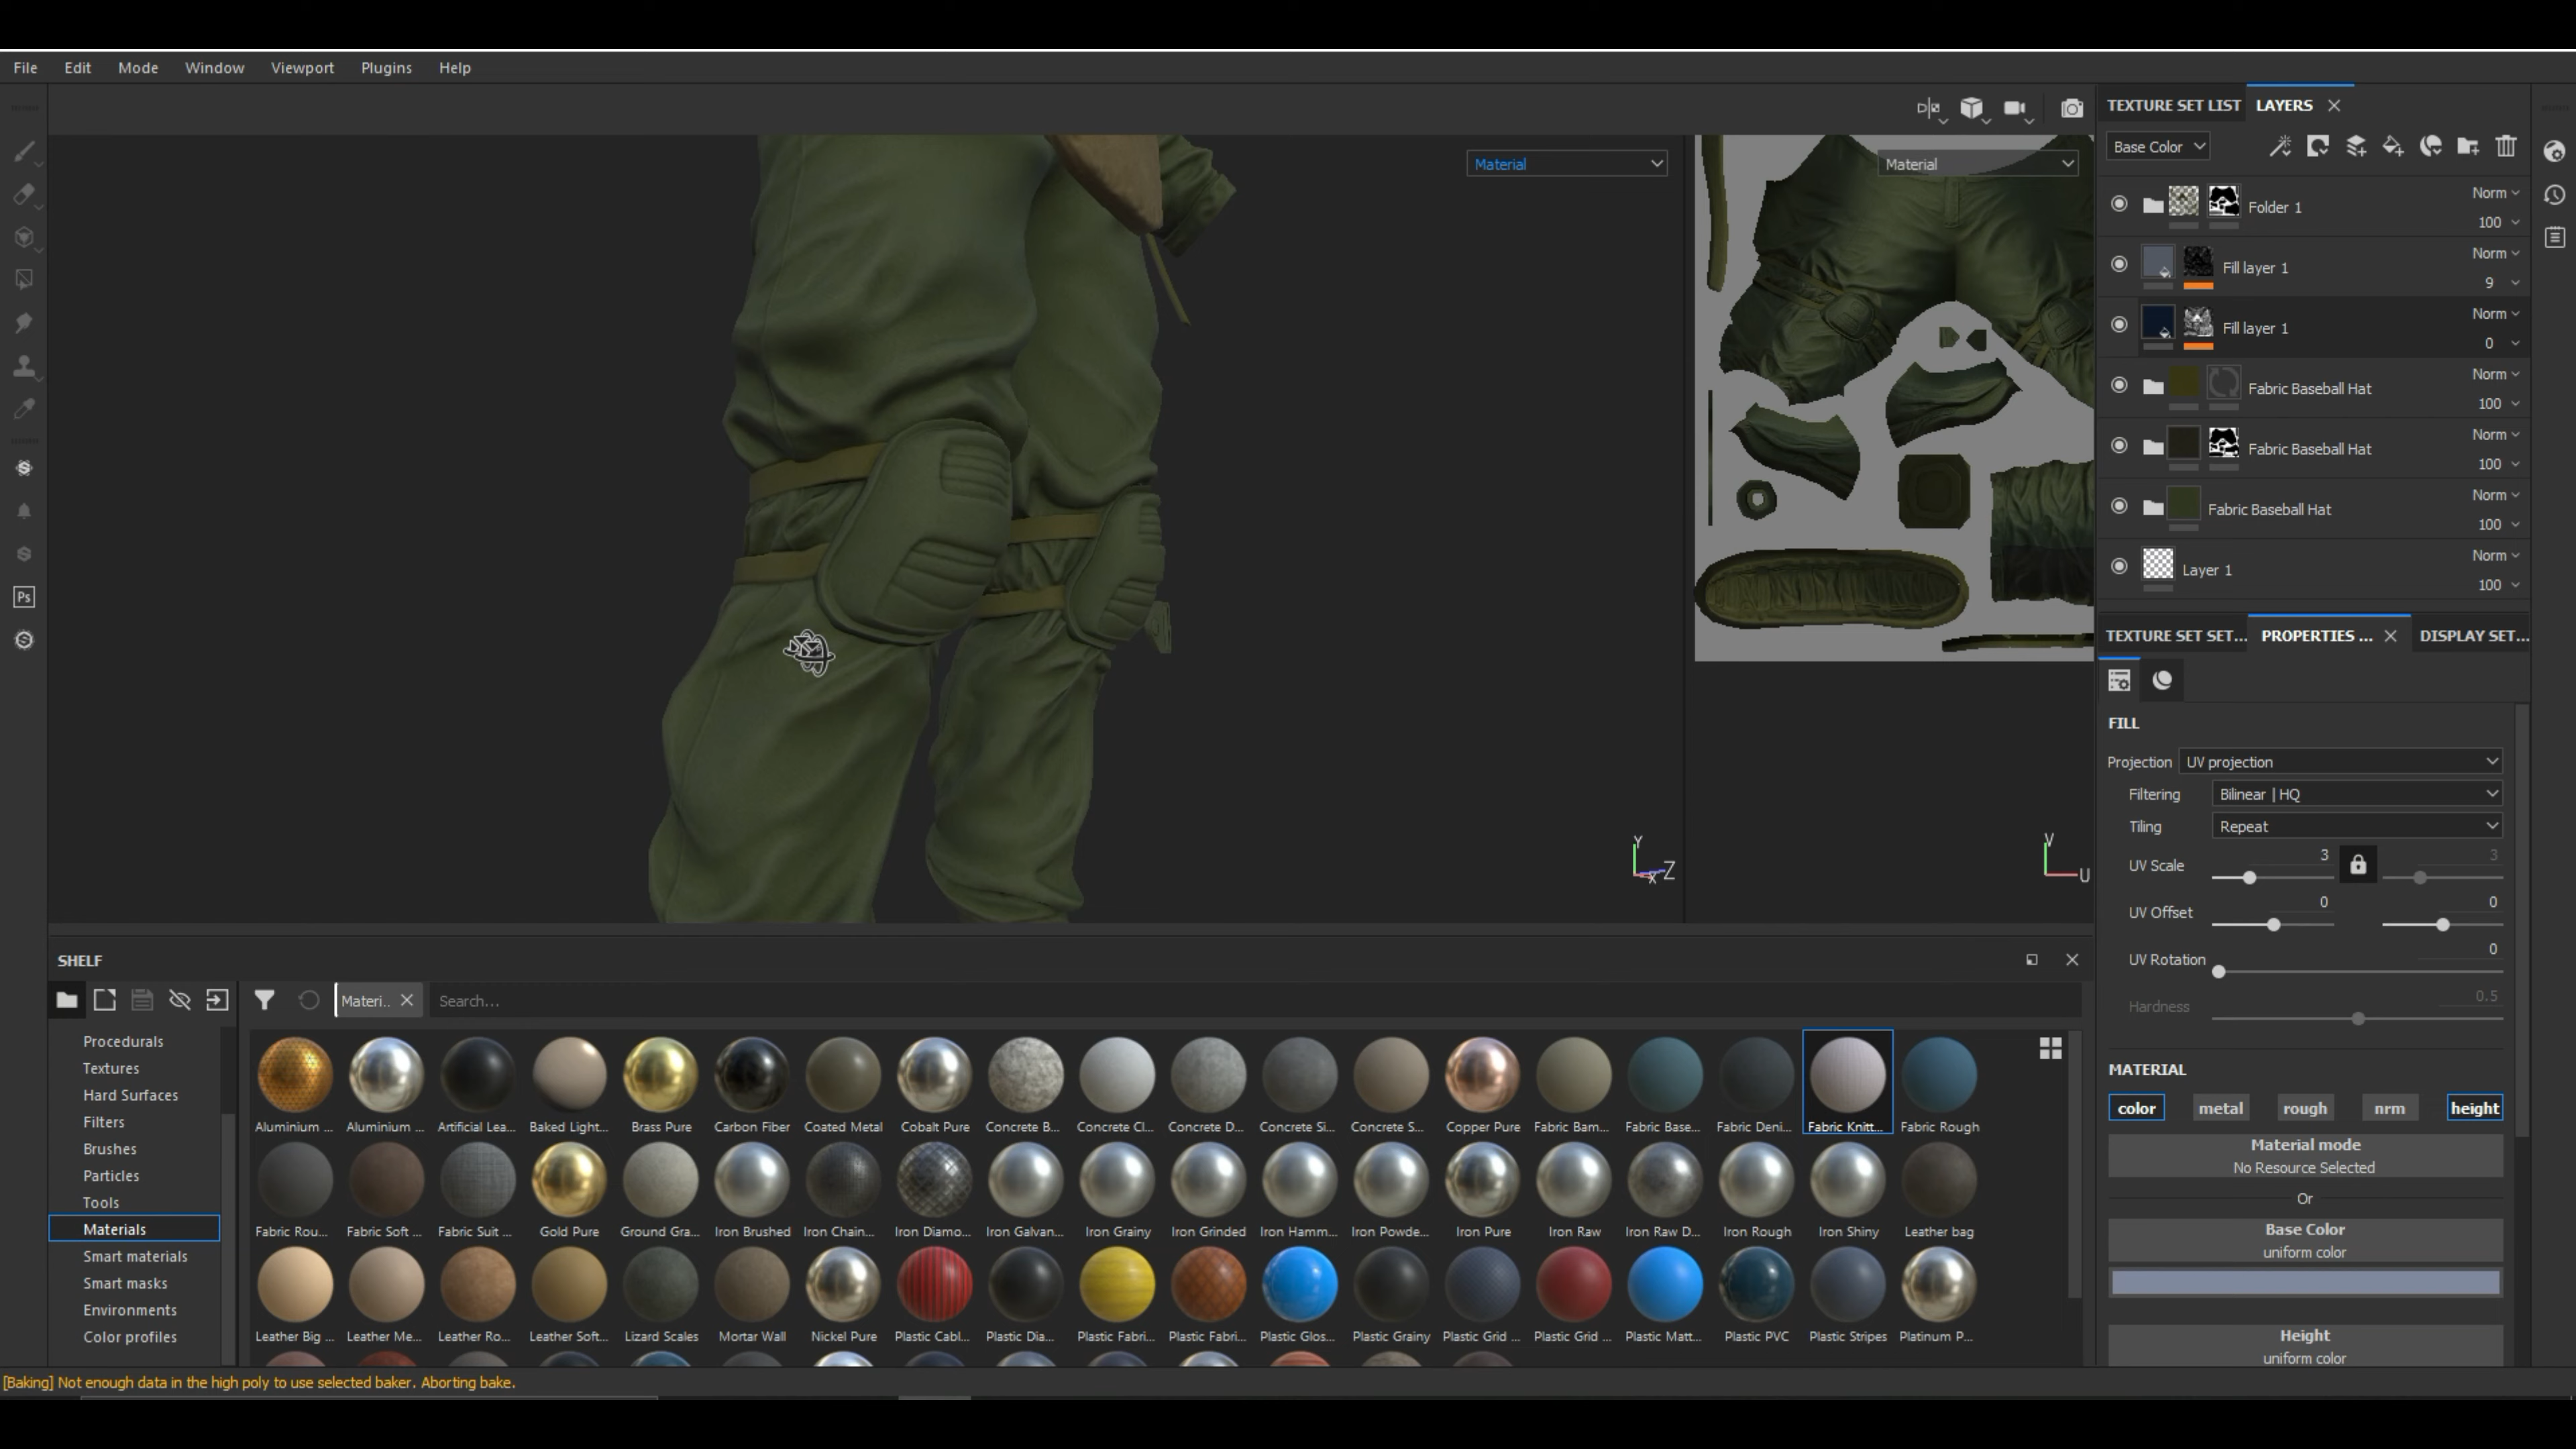 File Edit Mode Window Viewport Plugins Help
Material
Material
Y
Z
X
V
U
TEXTURE SET LIST LAYERS
Base Color
Folder 1 Norm 100
Fill layer 1 Norm 9
Fill layer 1 Norm 0
Fabric Baseball Hat Norm 100
Fabric Baseball Hat Norm 100
Fabric Baseball Hat Norm 100
Layer 1 Norm 100
TEXTURE SET SET... PROPERTIES ... DISPLAY SET...
FILL
Projection UV projection
Filtering Bilinear | HQ
Tiling Repeat
UV Scale 3 3
UV Offset 0 0
UV Rotation 0
Hardness 0.5
MATERIAL
color metal rough nrm height
Material mode
No Resource Selected
Or
Base Color
uniform color
Height
uniform color
Ps
SHELF
Materi.. Search...
Procedurals
Textures
Hard Surfaces
Filters
Brushes
Particles
Tools
Materials
Smart materials
Smart masks
Environments
Color profiles
Aluminium ... Aluminium ... Artificial Lea... Baked Light... Brass Pure Carbon Fiber Coated Metal Cobalt Pure Concrete B... Concrete Cl... Concrete D... Concrete Si... Concrete S... Copper Pure Fabric Bam... Fabric Base... Fabric Deni... Fabric Knitt... Fabric Rough
Fabric Rou... Fabric Soft ... Fabric Suit ... Gold Pure Ground Gra... Iron Brushed Iron Chain... Iron Diamo... Iron Galvan... Iron Grainy Iron Grinded Iron Hamm... Iron Powde... Iron Pure Iron Raw Iron Raw D... Iron Rough Iron Shiny Leather bag
Leather Big ... Leather Me... Leather Ro... Leather Soft... Lizard Scales Mortar Wall Nickel Pure Plastic Cabl... Plastic Dia... Plastic Fabri... Plastic Fabri... Plastic Glos... Plastic Grainy Plastic Grid ... Plastic Grid ... Plastic Matt... Plastic PVC Plastic Stripes Platinum P...
[Baking] Not enough data in the high poly to use selected baker. Aborting bake.